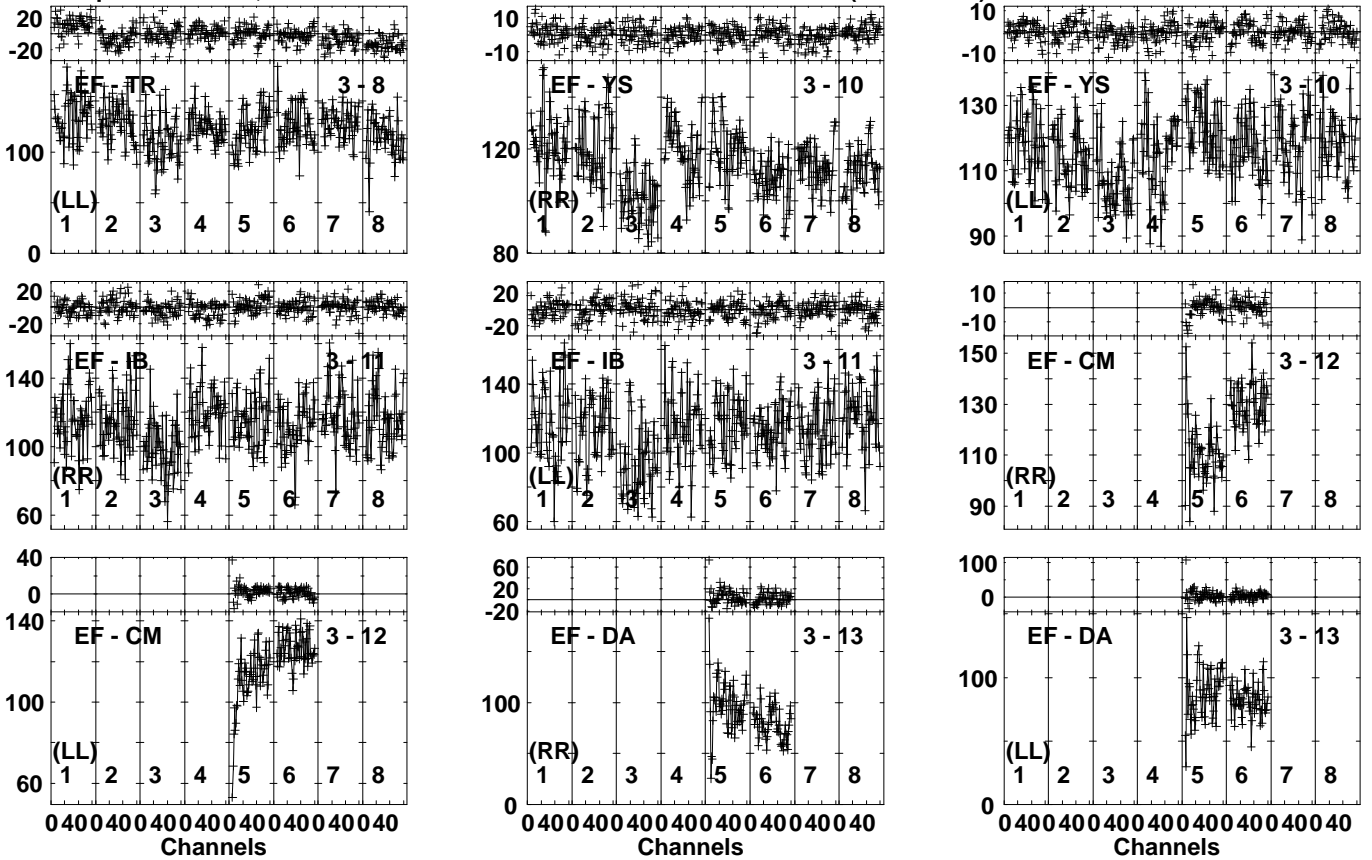 20
-20
EF - TR 3 - 8
100
(LL)
1 2 3 4 5 6 7 8
0
10
-10
EF - YS 3 - 10
120
(RR)
1 2 3 4 5 6 7 8
80
10
-10
EF - YS 3 - 10
130
110
(LL)
1 2 3 4 5 6 7 8
90
20
-20
EF - IB 3 - 11
140
100
(RR)
1 2 3 4 5 6 7 8
60
20
-20
EF - IB 3 - 11
140
100
(LL)
1 2 3 4 5 6 7 8
60
10
-10
150
EF - CM 3 - 12
130
110
(RR)
90
1 2 3 4 5 6 7 8
40
0
140
EF - CM 3 - 12
100
(LL)
1 2 3 4 5 6 7 8
60
0 40 0 40 0 40 0 40 0 40 0 40 0 40 0 40
Channels
60
20
-20
EF - DA 3 - 13
100
(RR)
1 2 3 4 5 6 7 8
0
0 40 0 40 0 40 0 40 0 40 0 40 0 40 0 40
Channels
100
0
EF - DA 3 - 13
100
(LL)
1 2 3 4 5 6 7 8
0
0 40 0 40 0 40 0 40 0 40 0 40 0 40 0 40
Channels